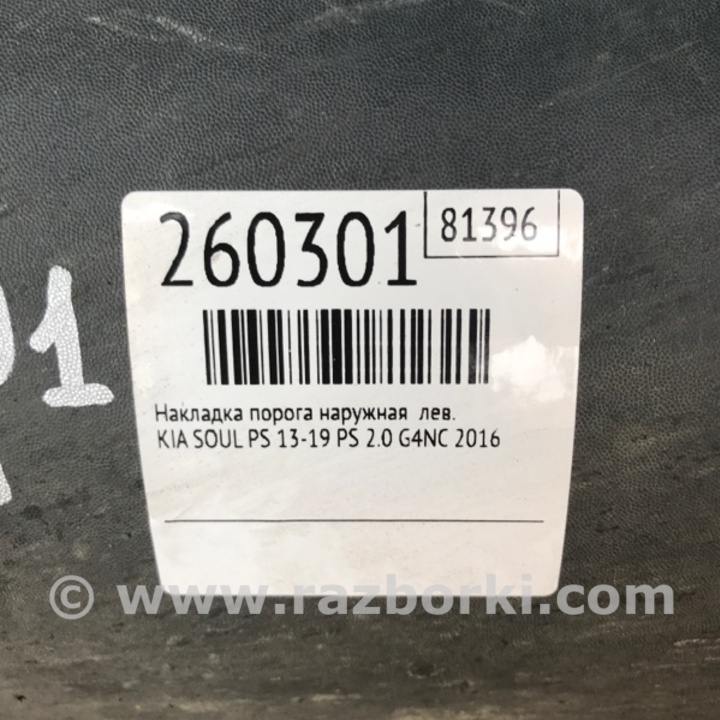 260301
81396
Накладка порога наружная лев.
KIA SOUL PS 13-19 PS 2.0 G4NC 2016
© www.razborki.com